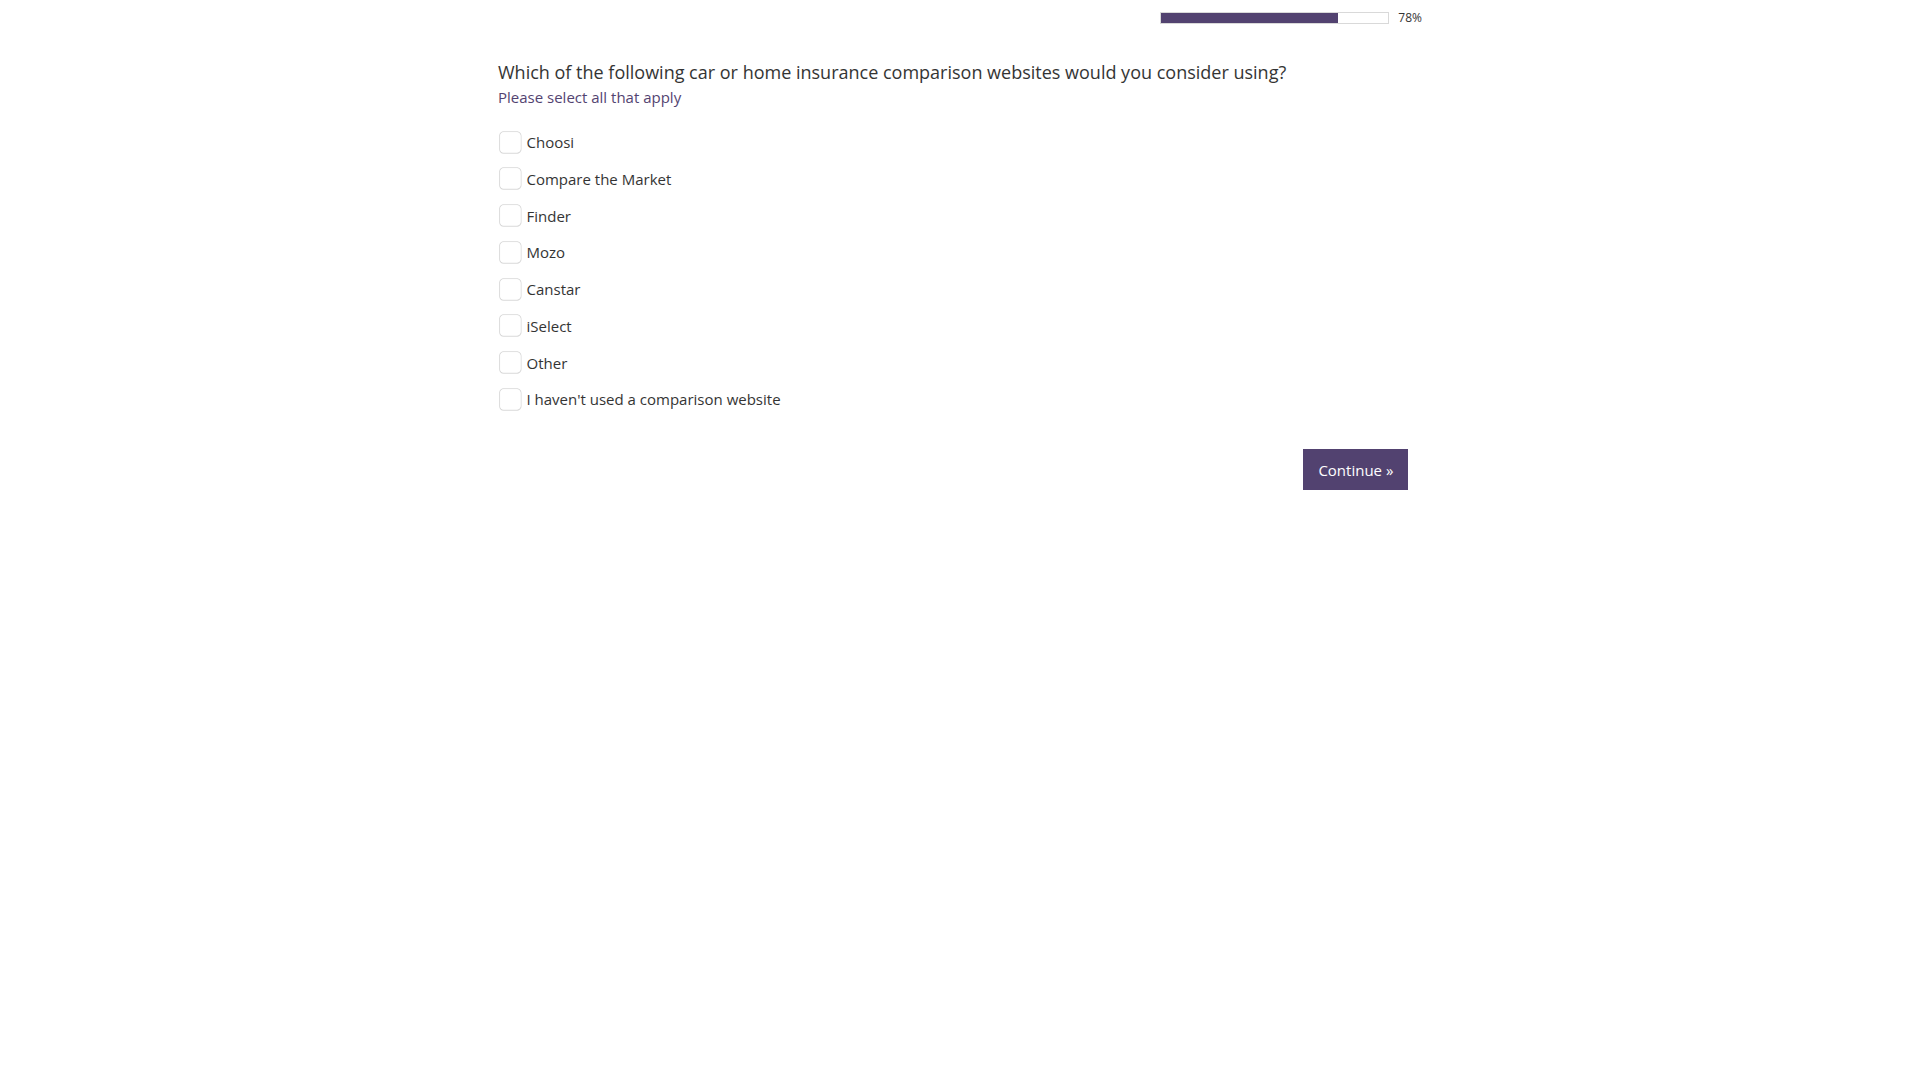 78%
Which of the following car or home insurance comparison websites would you consider using?
Please select all that apply
Choosi
Compare the Market
Finder
Mozo
Canstar
iSelect
Other
I haven't used a comparison website
Continue »